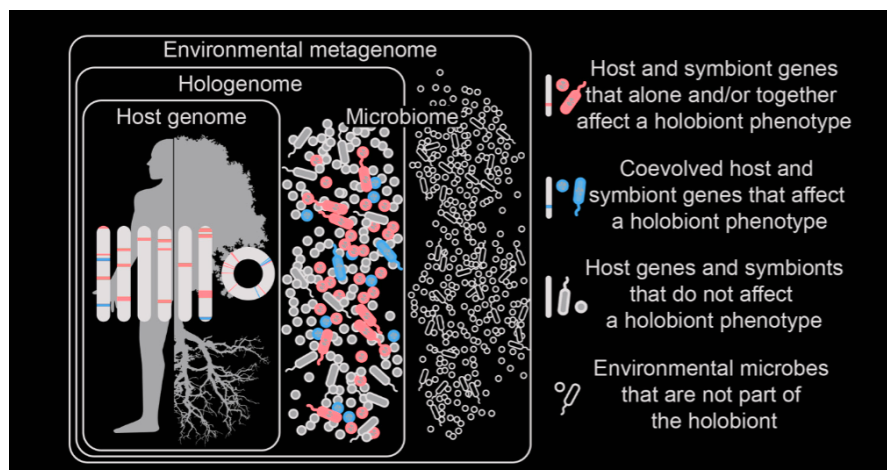 Environmental metagenome
Hologenome
Host genome
Microbiome
Host and symbiont genes
that alone and/or together
affect a holobiont phenotype
Coevolved host and
symbiont genes that affect
a holobiont phenotype
Host genes and symbionts
that do not affect
a holobiont phenotype
Environmental microbes
that are not part of
the holobiont